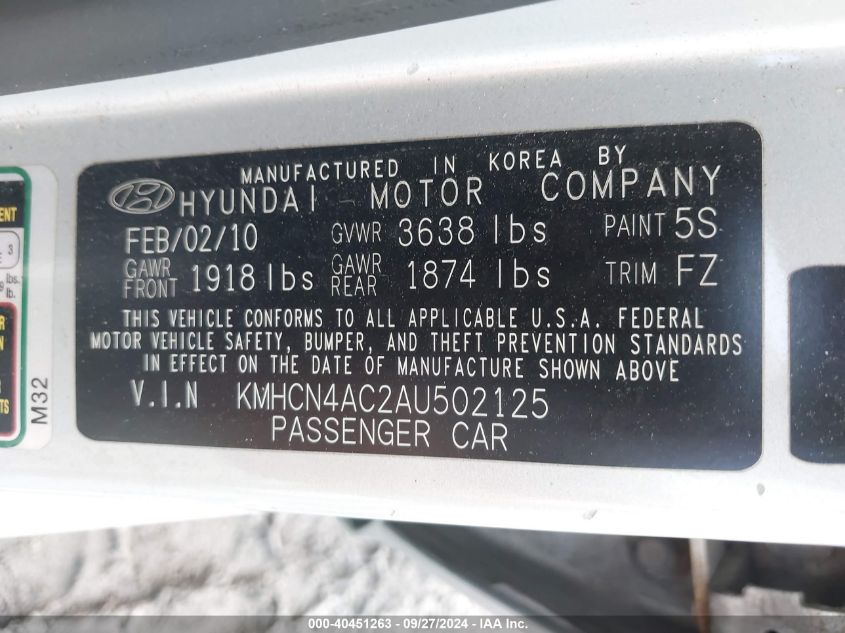 MANUFACTURED IN KOREA BY
HYUNDAI MOTOR COMPANY
FEB/02/10 GVWR 3638 lbs PAINT 5S
GAWR FRONT 1918 lbs GAWR REAR 1874 lbs TRIM FZ
THIS VEHICLE CONFORMS TO ALL APPLICABLE U.S.A. FEDERAL
MOTOR VEHICLE SAFETY, BUMPER, AND THEFT PREVENTION STANDARDS
IN EFFECT ON THE DATE OF MANUFACTURE SHOWN ABOVE
V.I.N KMHCN4AC2AU502125
PASSENGER CAR
3
lbs.
lb.
M32
000-40451263 - 09/27/2024 - IAA Inc.